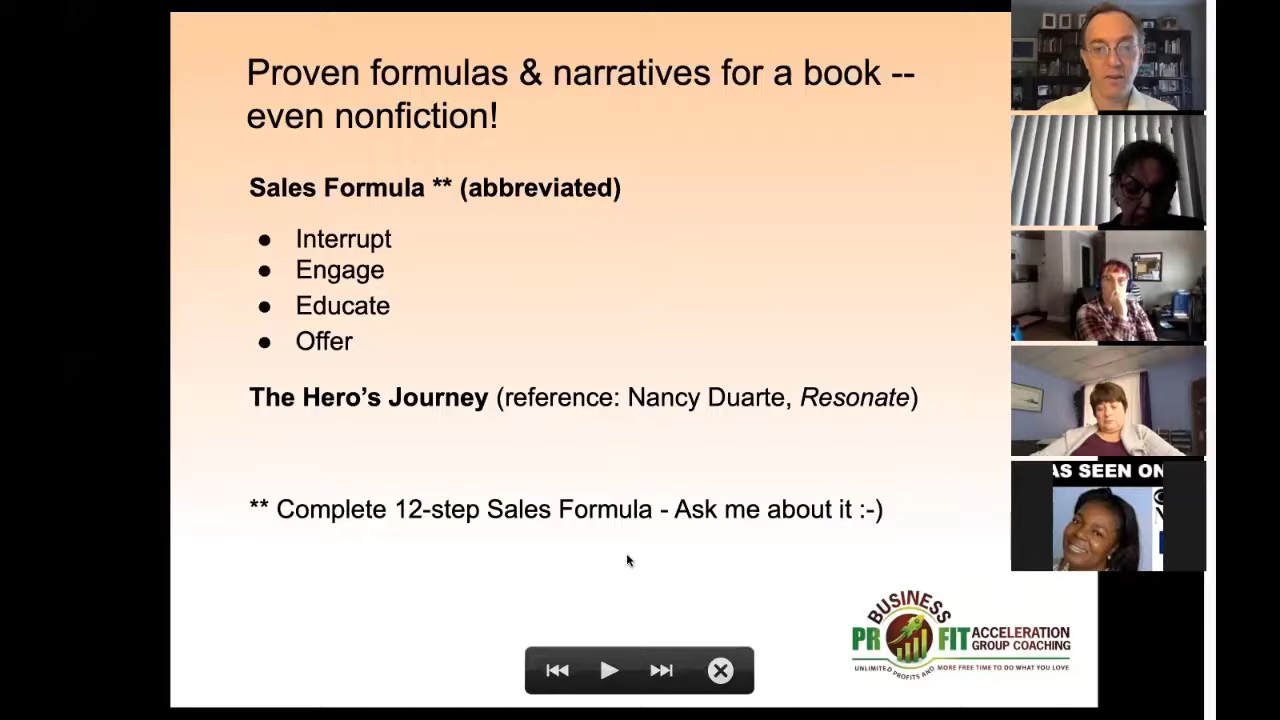 Proven formulas & narratives for a book --
even nonfiction!
Sales Formula ** (abbreviated)
● Interrupt
● Engage
● Educate
● Offer
The Hero's Journey (reference: Nancy Duarte, Resonate)
** Complete 12-step Sales Formula - Ask me about it :-)
AS SEEN ON
BUSINESS
PROFIT ACCELERATION
GROUP COACHING
UNLIMITED PROFITS AND MORE FREE TIME TO DO WHAT YOU LOVE